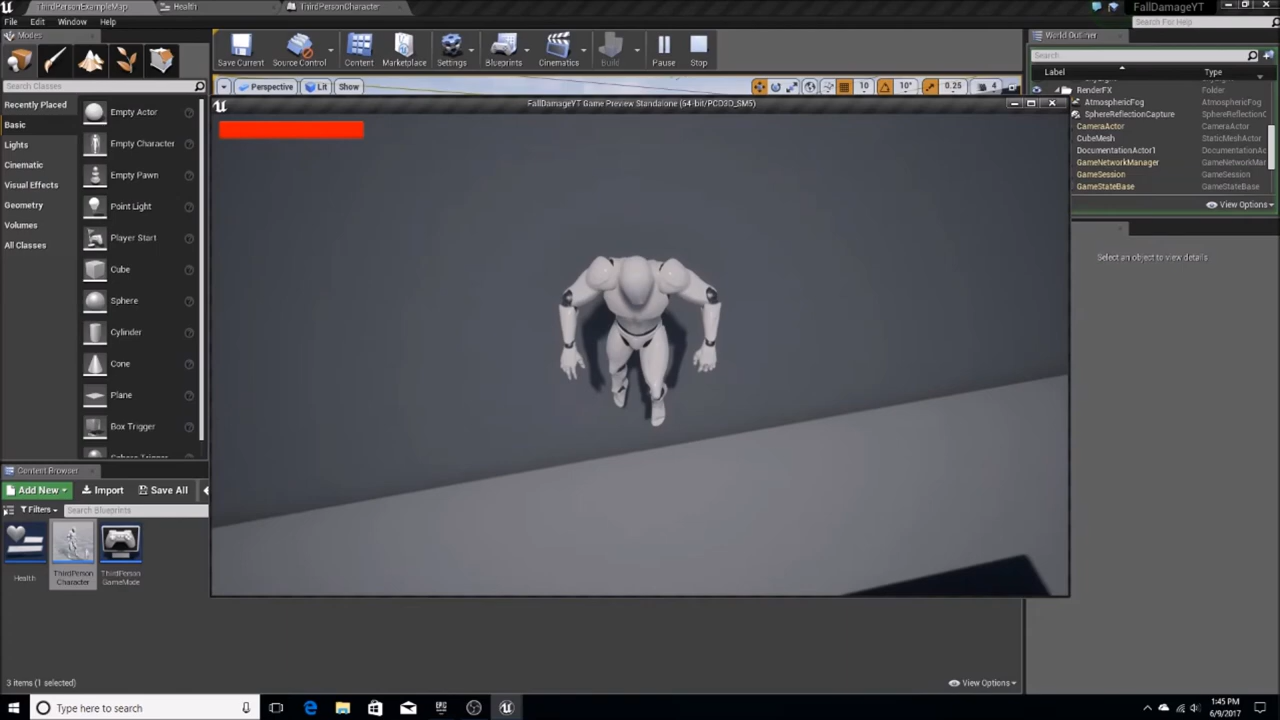 ThirdPersonExampleMap
Health
ThirdPersonCharacter
FallDamageYT
File Edit Window Help
Search For Help
Modes
Search Classes
Recently Placed
Basic
Lights
Cinematic
Visual Effects
Geometry
Volumes
All Classes
Empty Actor
Empty Character
Empty Pawn
Point Light
Player Start
Cube
Sphere
Cylinder
Cone
Plane
Box Trigger
Sphere Trigger
Save Current
Source Control
Content
Marketplace
Settings
Blueprints
Cinematics
Build
Pause
Stop
Perspective Lit Show
10 10° 0.25 4
FallDamageYT Game Preview Standalone (64-bit/PCD3D_SM5)
World Outliner
Search
Label Type
RenderFX Folder
AtmosphericFog AtmosphericFog
SphereReflectionCapture SphereReflectionC
CameraActor CameraActor
CubeMesh StaticMeshActor
DocumentationActor1 DocumentationAc
GameNetworkManager GameNetworkMar
GameSession GameSession
GameStateBase GameStateBase
View Options
Select an object to view details
Content Browser
Add New Import Save All
Filters Search Blueprints
Health
ThirdPerson
Character
ThirdPerson
GameMode
3 items (1 selected)
View Options
Type here to search
1:45 PM
6/9/2017